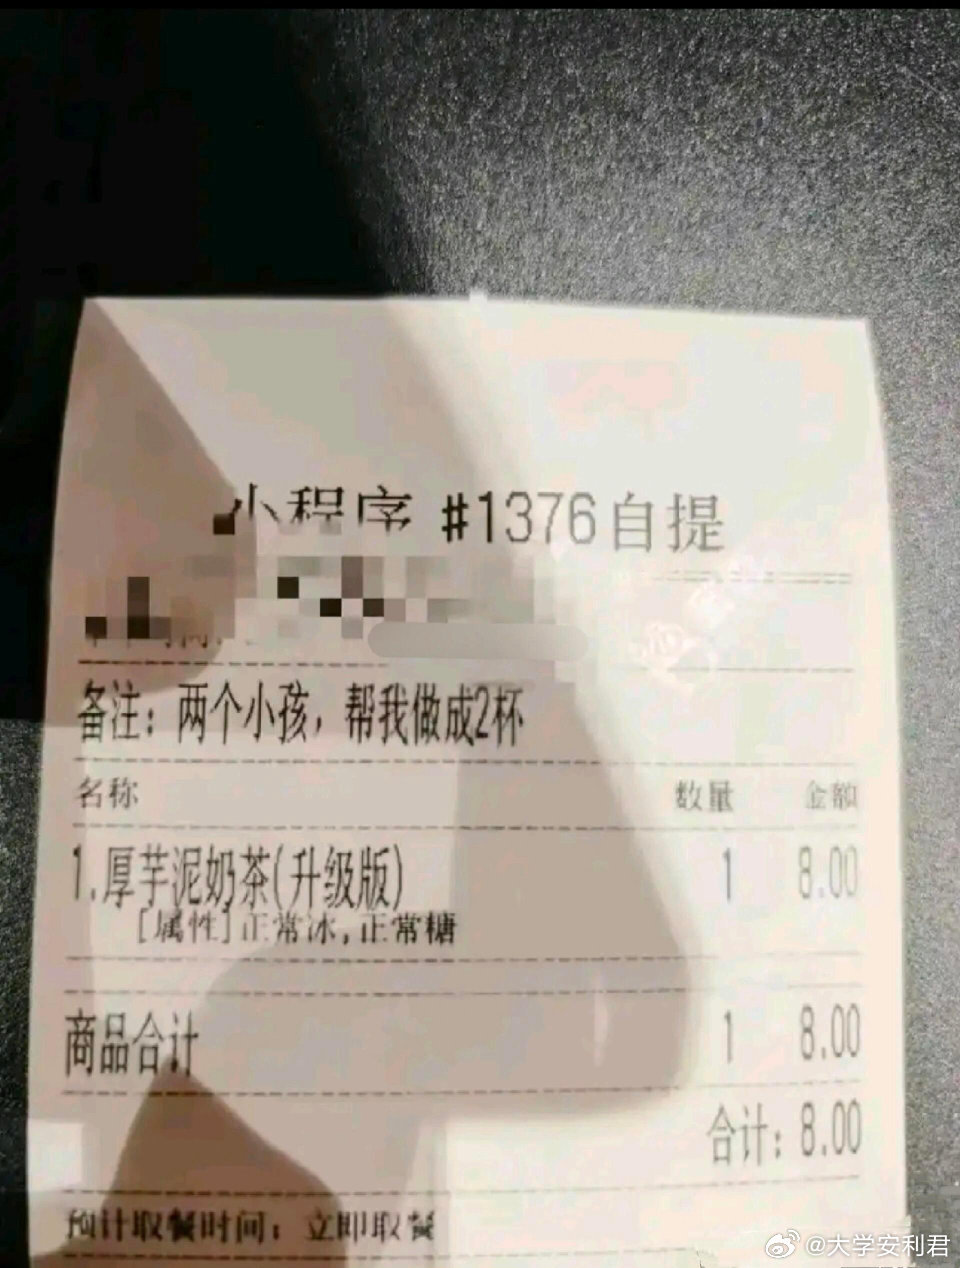 小程序 #1376自提
备注：两个小孩，帮我做成2杯
名称 数量 金额
1.厚芋泥奶茶(升级版) 1 8.00
[属性]正常冰,正常糖
商品合计 1 8.00
合计：8.00
预计取餐时间：立即取餐
@大学安利君